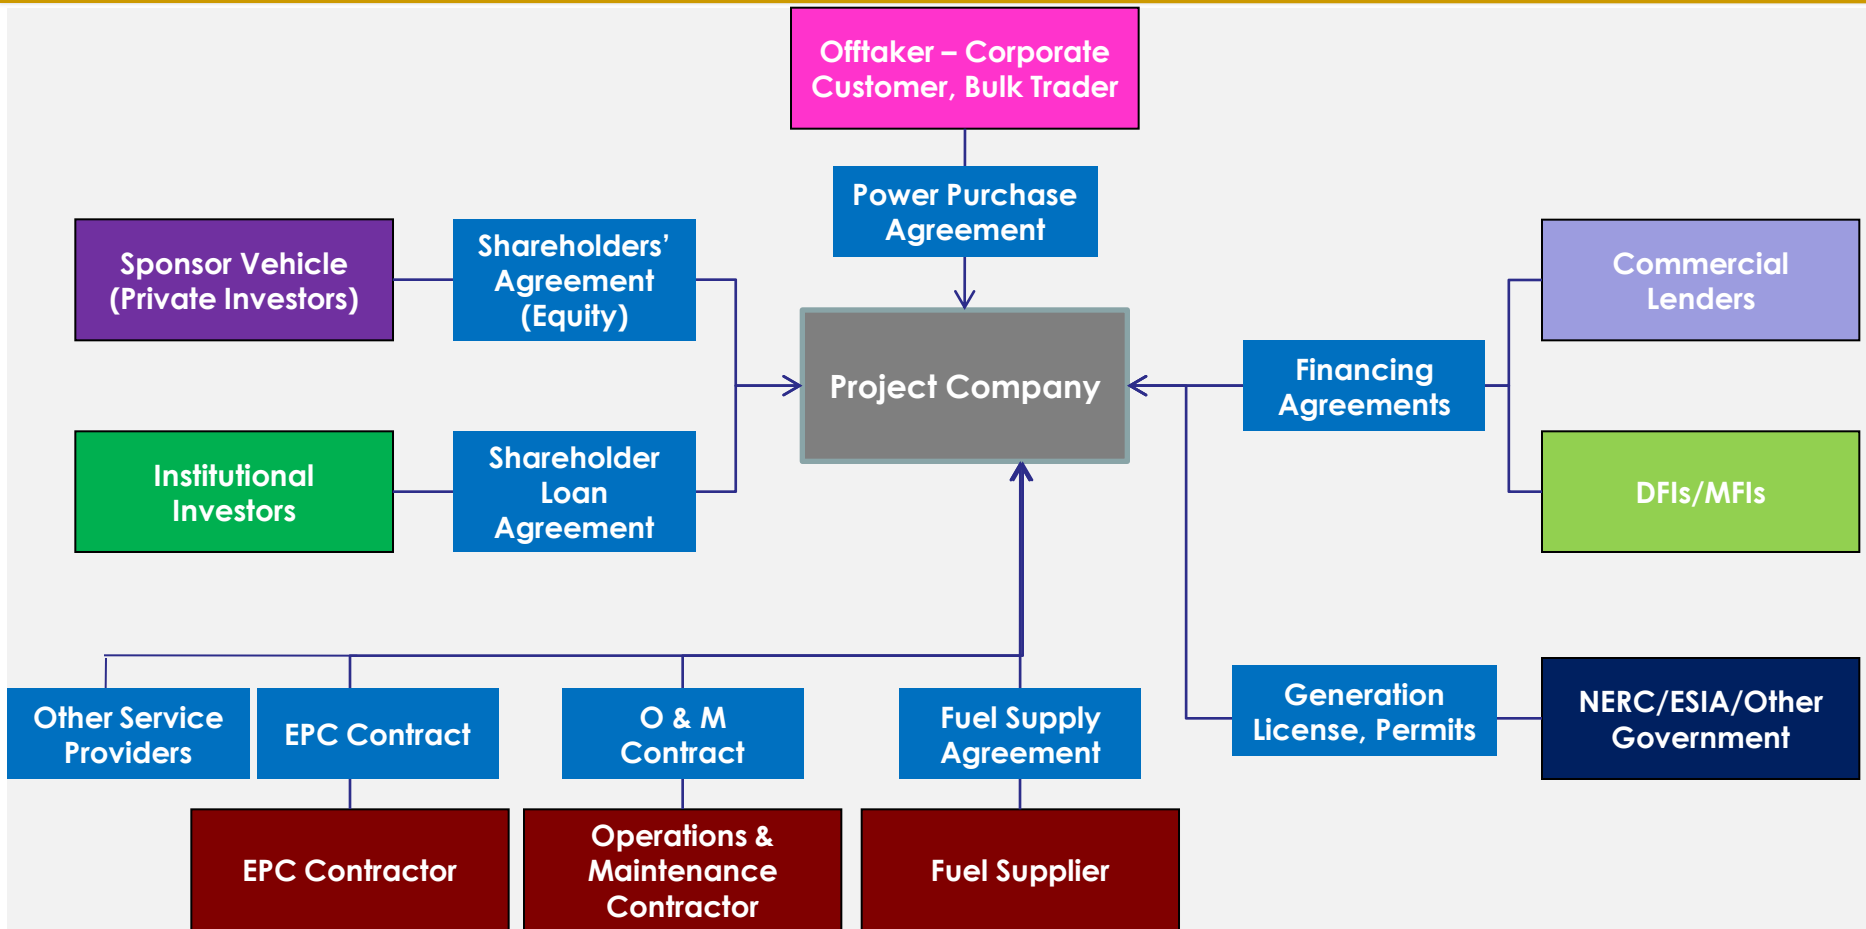 Offtaker – Corporate
Customer, Bulk Trader
Power Purchase
Agreement
Sponsor Vehicle
(Private Investors)
Shareholders’
Agreement
(Equity)
Commercial
Lenders
Project Company
Financing
Agreements
Institutional
Investors
Shareholder
Loan
Agreement
DFIs/MFIs
Other Service
Providers
EPC Contract
O & M
Contract
Fuel Supply
Agreement
Generation
License, Permits
NERC/ESIA/Other
Government
EPC Contractor
Operations &
Maintenance
Contractor
Fuel Supplier